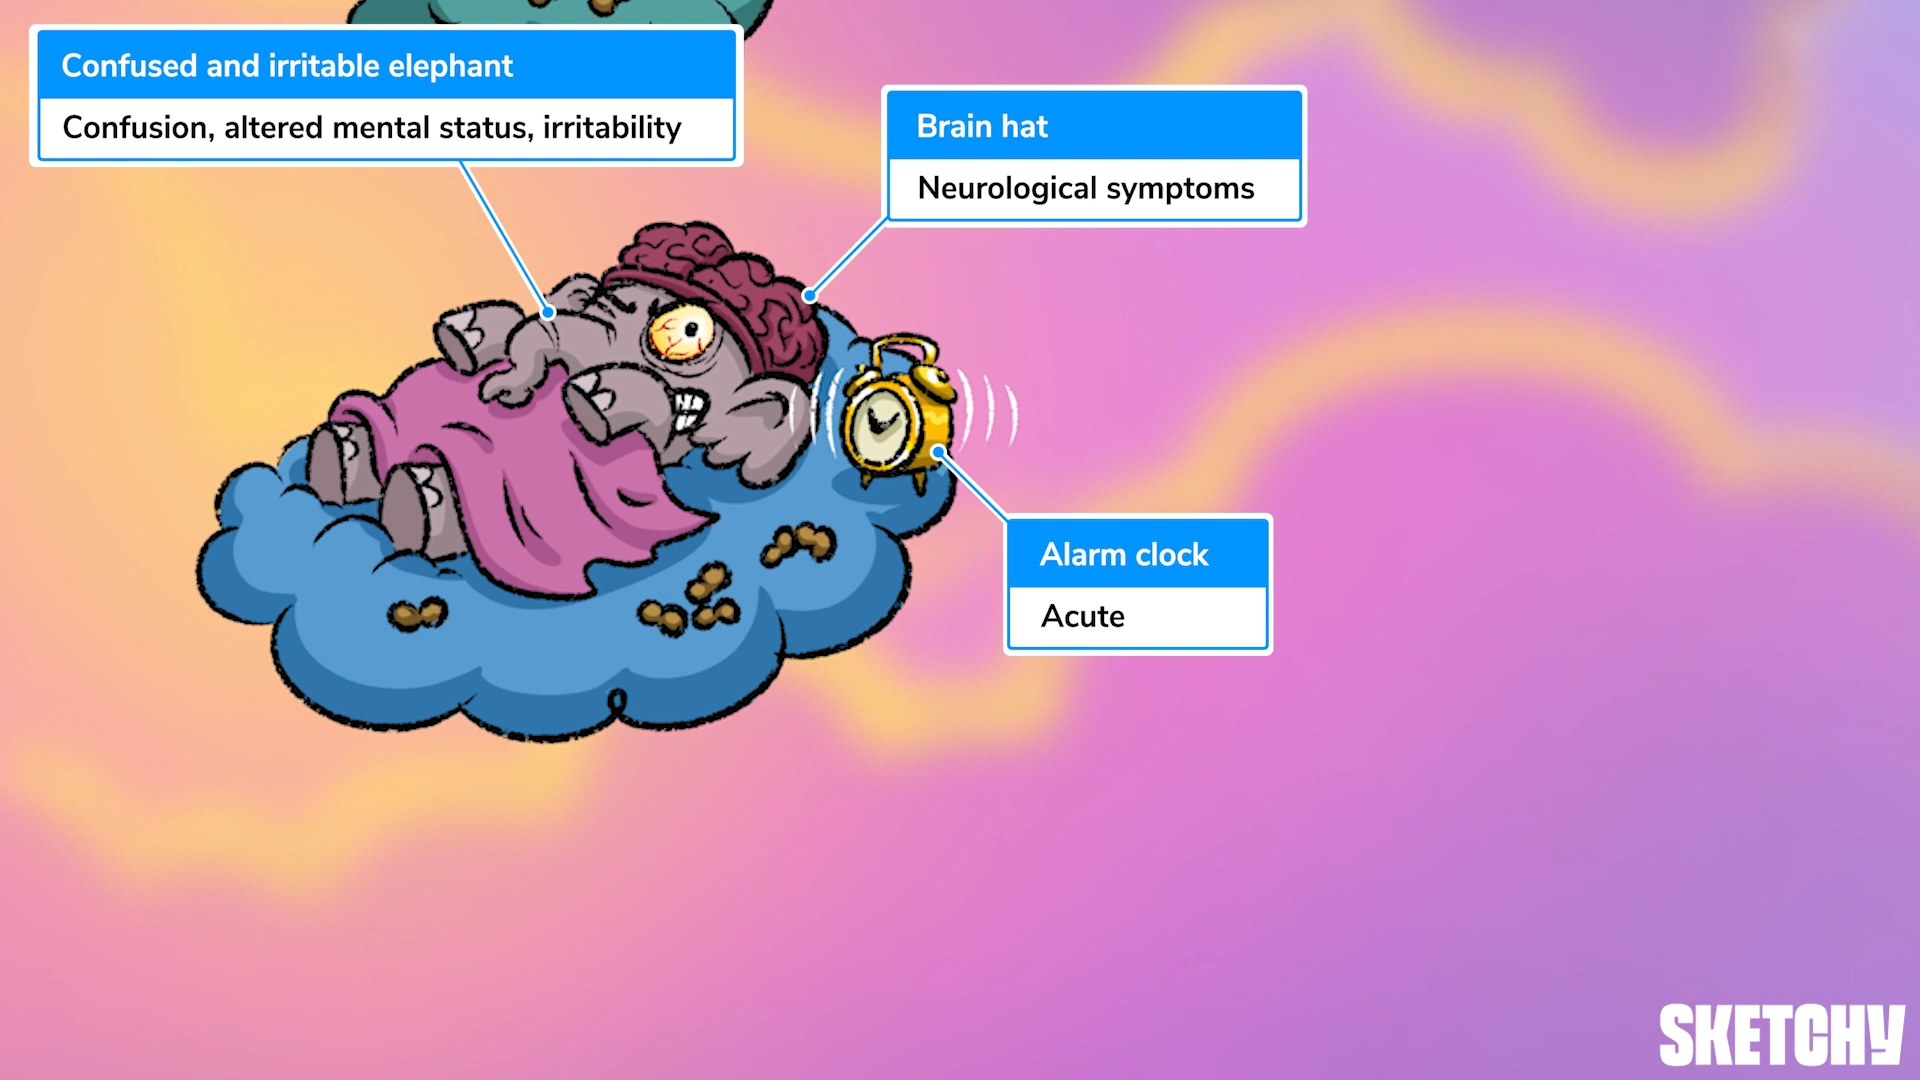 Confused and irritable elephant
Confusion, altered mental status, irritability
Brain hat
Neurological symptoms
Alarm clock
Acute
SKETCHY